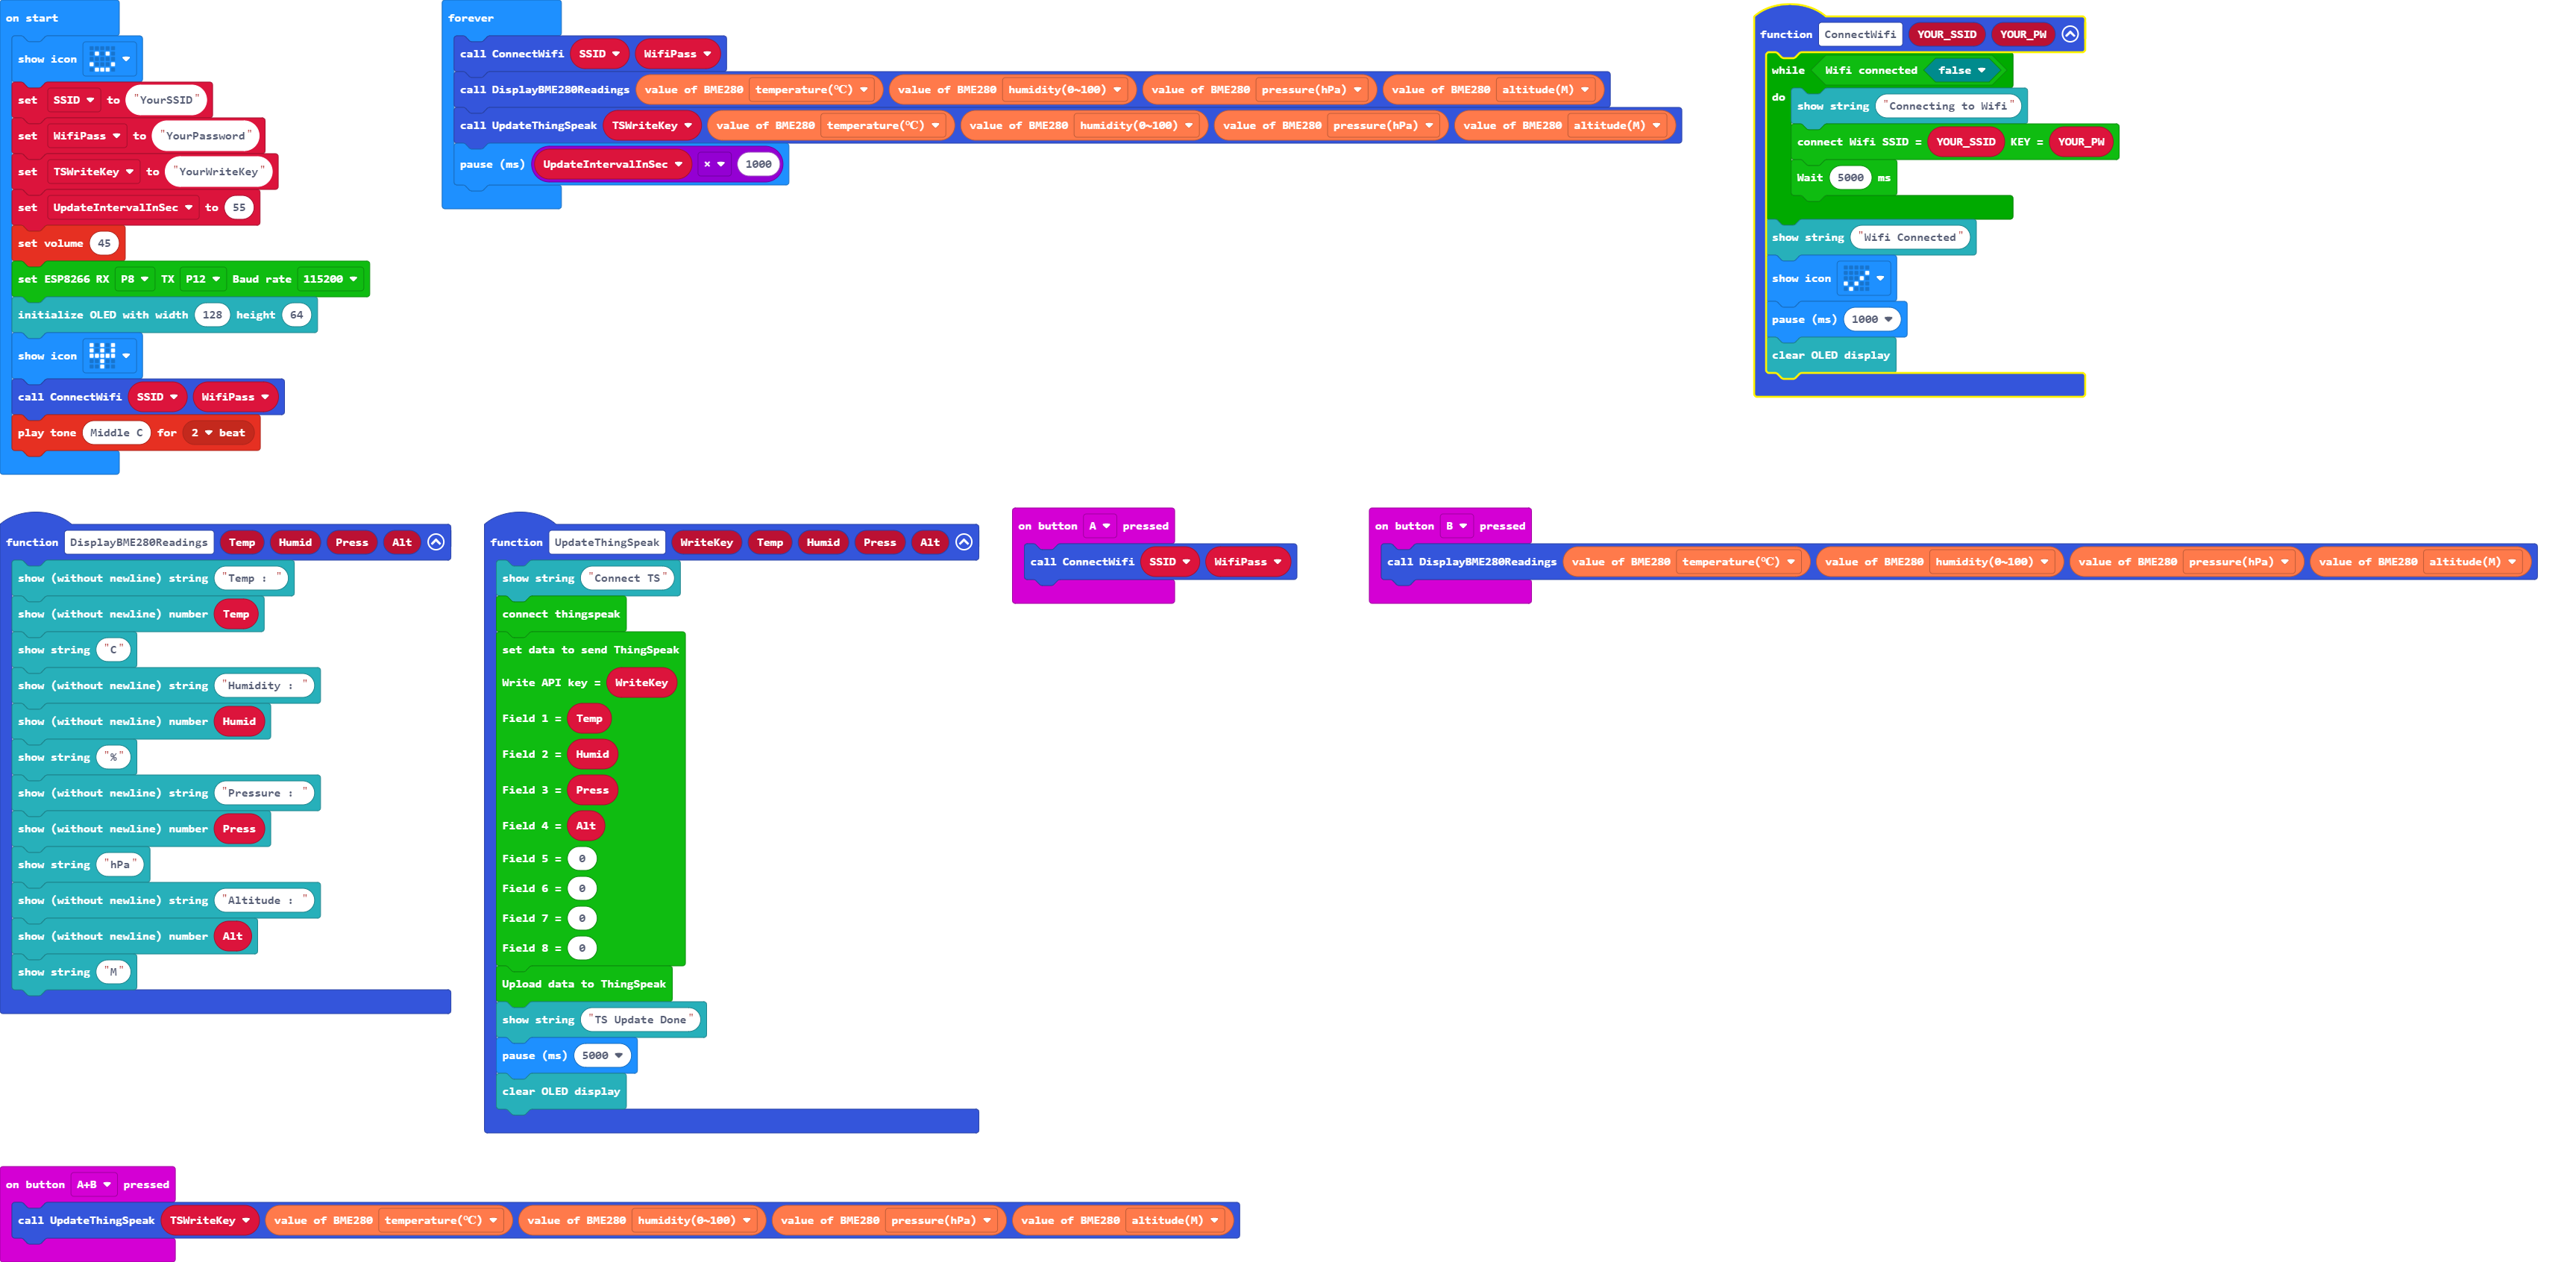 on start
show icon
set SSID to "YourSSID"
set WifiPass to "YourPassword"
set TSWriteKey to "YourWriteKey"
set UpdateIntervalInSec to 55
set volume 45
set ESP8266 RX P8 TX P12 Baud rate 115200
initialize OLED with width 128 height 64
show icon
call ConnectWifi SSID WifiPass
play tone Middle C for 2 beat
forever
call ConnectWifi SSID WifiPass
call DisplayBME280Readings value of BME280 temperature(℃) value of BME280 humidity(0~100) value of BME280 pressure(hPa) value of BME280 altitude(M)
call UpdateThingSpeak TSWriteKey value of BME280 temperature(℃) value of BME280 humidity(0~100) value of BME280 pressure(hPa) value of BME280 altitude(M)
pause (ms) UpdateIntervalInSec × 1000
function ConnectWifi YOUR_SSID YOUR_PW
while Wifi connected false
do
show string "Connecting to Wifi"
connect Wifi SSID = YOUR_SSID KEY = YOUR_PW
Wait 5000 ms
show string "Wifi Connected"
show icon
pause (ms) 1000
clear OLED display
function DisplayBME280Readings Temp Humid Press Alt
show (without newline) string "Temp : "
show (without newline) number Temp
show string "C"
show (without newline) string "Humidity : "
show (without newline) number Humid
show string "%"
show (without newline) string "Pressure : "
show (without newline) number Press
show string "hPa"
show (without newline) string "Altitude : "
show (without newline) number Alt
show string "M"
function UpdateThingSpeak WriteKey Temp Humid Press Alt
show string "Connect TS"
connect thingspeak
set data to send ThingSpeak
Write API key = WriteKey
Field 1 = Temp
Field 2 = Humid
Field 3 = Press
Field 4 = Alt
Field 5 = 0
Field 6 = 0
Field 7 = 0
Field 8 = 0
Upload data to ThingSpeak
show string "TS Update Done"
pause (ms) 5000
clear OLED display
on button A pressed
call ConnectWifi SSID WifiPass
on button B pressed
call DisplayBME280Readings value of BME280 temperature(℃) value of BME280 humidity(0~100) value of BME280 pressure(hPa) value of BME280 altitude(M)
on button A+B pressed
call UpdateThingSpeak TSWriteKey value of BME280 temperature(℃) value of BME280 humidity(0~100) value of BME280 pressure(hPa) value of BME280 altitude(M)